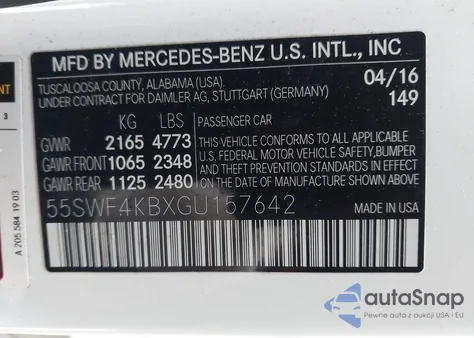 MFD BY MERCEDES-BENZ U.S. INTL., INC
TUSCALOOSA COUNTY, ALABAMA (USA). 04/16
UNDER CONTRACT FOR DAIMLER AG, STUTTGART (GERMANY) 149
KG LBS PASSENGER CAR
GVWR 2165 4773 THIS VEHICLE CONFORMS TO ALL APPLICABLE
GAWR FRONT 1065 2348 U.S. FEDERAL MOTOR VEHICLE SAFETY, BUMPER,
GAWR REAR 1125 2480 AND THEFT PREVENTION STANDARDS IN EFFECT
ON THE DATE OF MANUFACTURE SHOWN ABOVE.
55SWF4KBXGU157642
A 205 584 19 03
3
autoSnap
Pewne auta z aukcji USA i EU